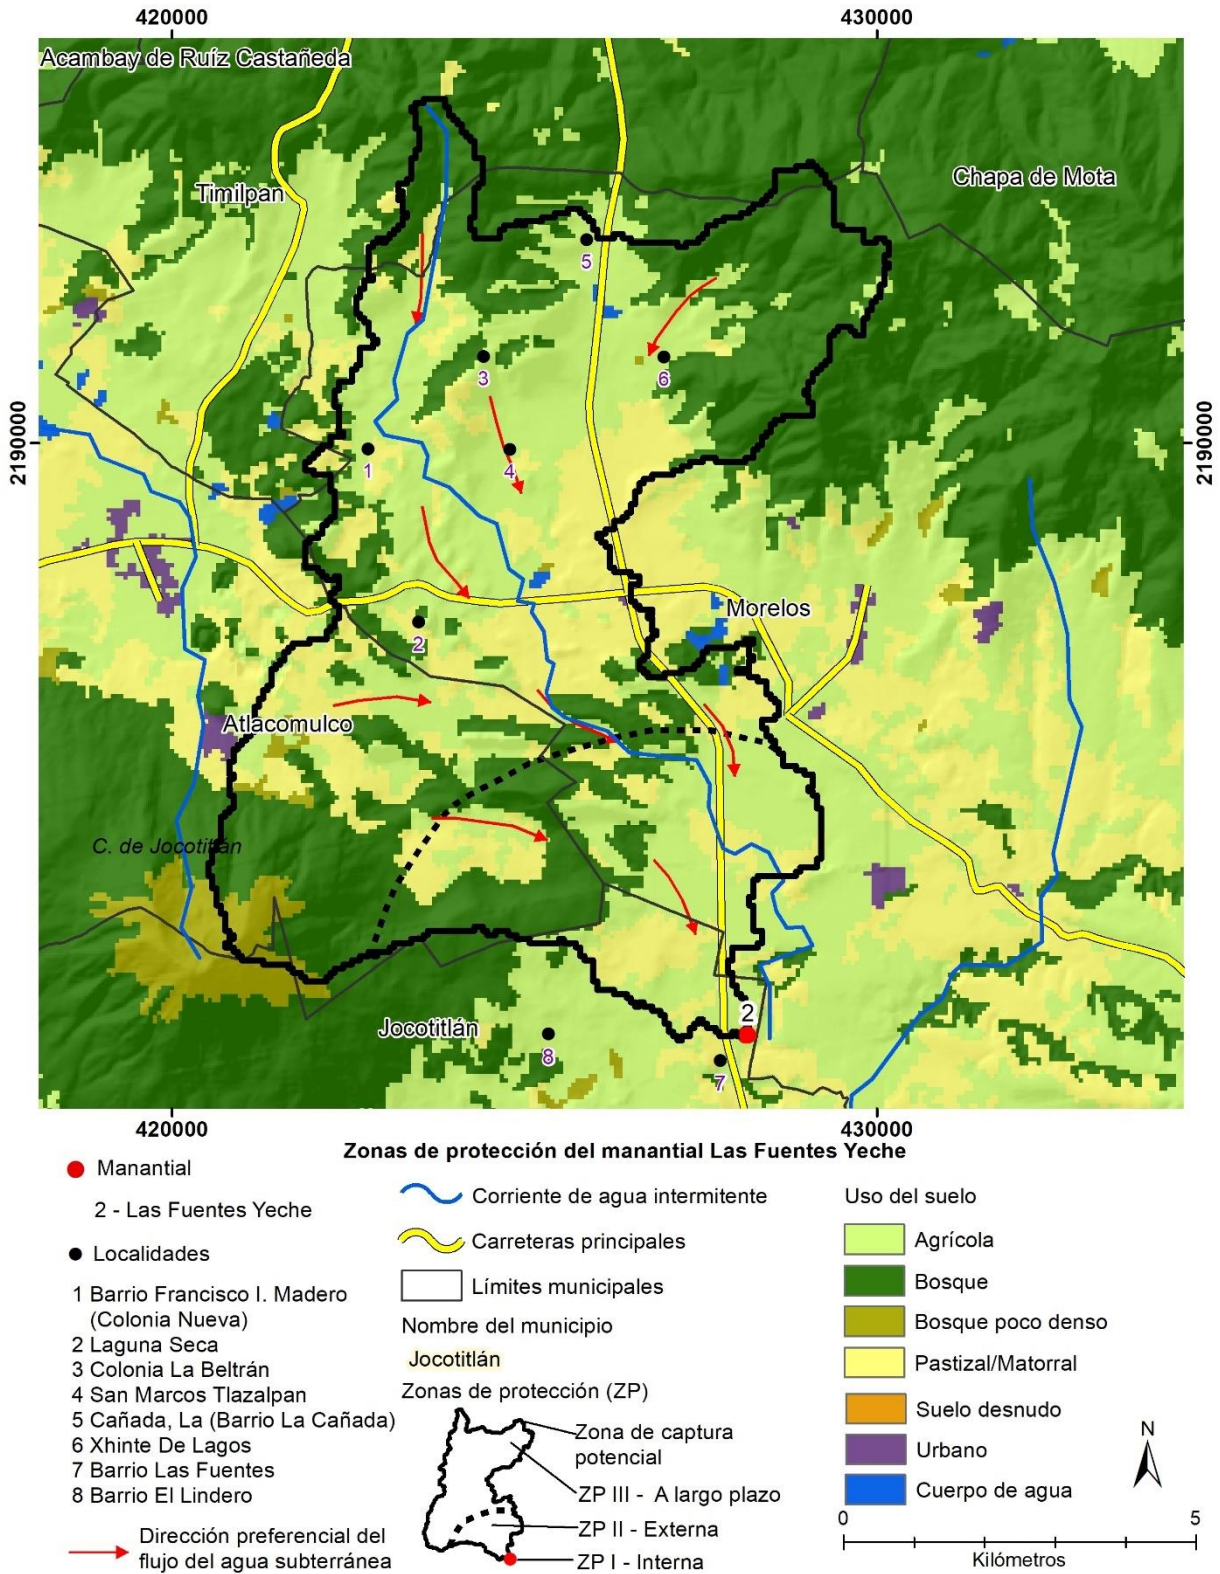 420000
430000
Acambay de Ruíz Castañeda
Timilpan
Chapa de Mota
5
3
6
2190000
2190000
1
4
2
Morelos
Atlacomulco
C. de Jocotitlán
Jocotitlán
2
8
7
420000
430000
Zonas de protección del manantial Las Fuentes Yeche
Manantial
2 - Las Fuentes Yeche
Localidades
1 Barrio Francisco I. Madero
(Colonia Nueva)
2 Laguna Seca
3 Colonia La Beltrán
4 San Marcos Tlazalpan
5 Cañada, La (Barrio La Cañada)
6 Xhinte De Lagos
7 Barrio Las Fuentes
8 Barrio El Lindero
Dirección preferencial del
flujo del agua subterránea
Corriente de agua intermitente
Carreteras principales
Límites municipales
Nombre del municipio
Jocotitlán
Zonas de protección (ZP)
Zona de captura
potencial
ZP III - A largo plazo
ZP II - Externa
ZP I - Interna
Uso del suelo
Agrícola
Bosque
Bosque poco denso
Pastizal/Matorral
Suelo desnudo
Urbano
Cuerpo de agua
N
0 5
Kilómetros